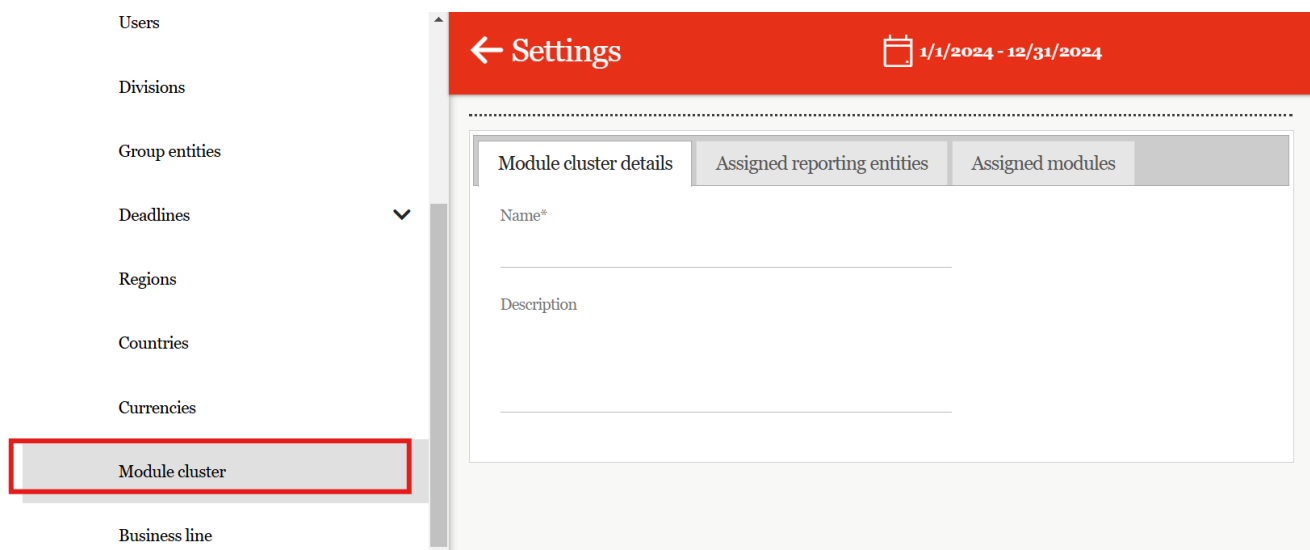 Users
Divisions
Group entities
Deadlines
Regions
Countries
Currencies
Module cluster
Business line
Settings
1/1/2024 - 12/31/2024
Module cluster details
Assigned reporting entities
Assigned modules
Name*
Description